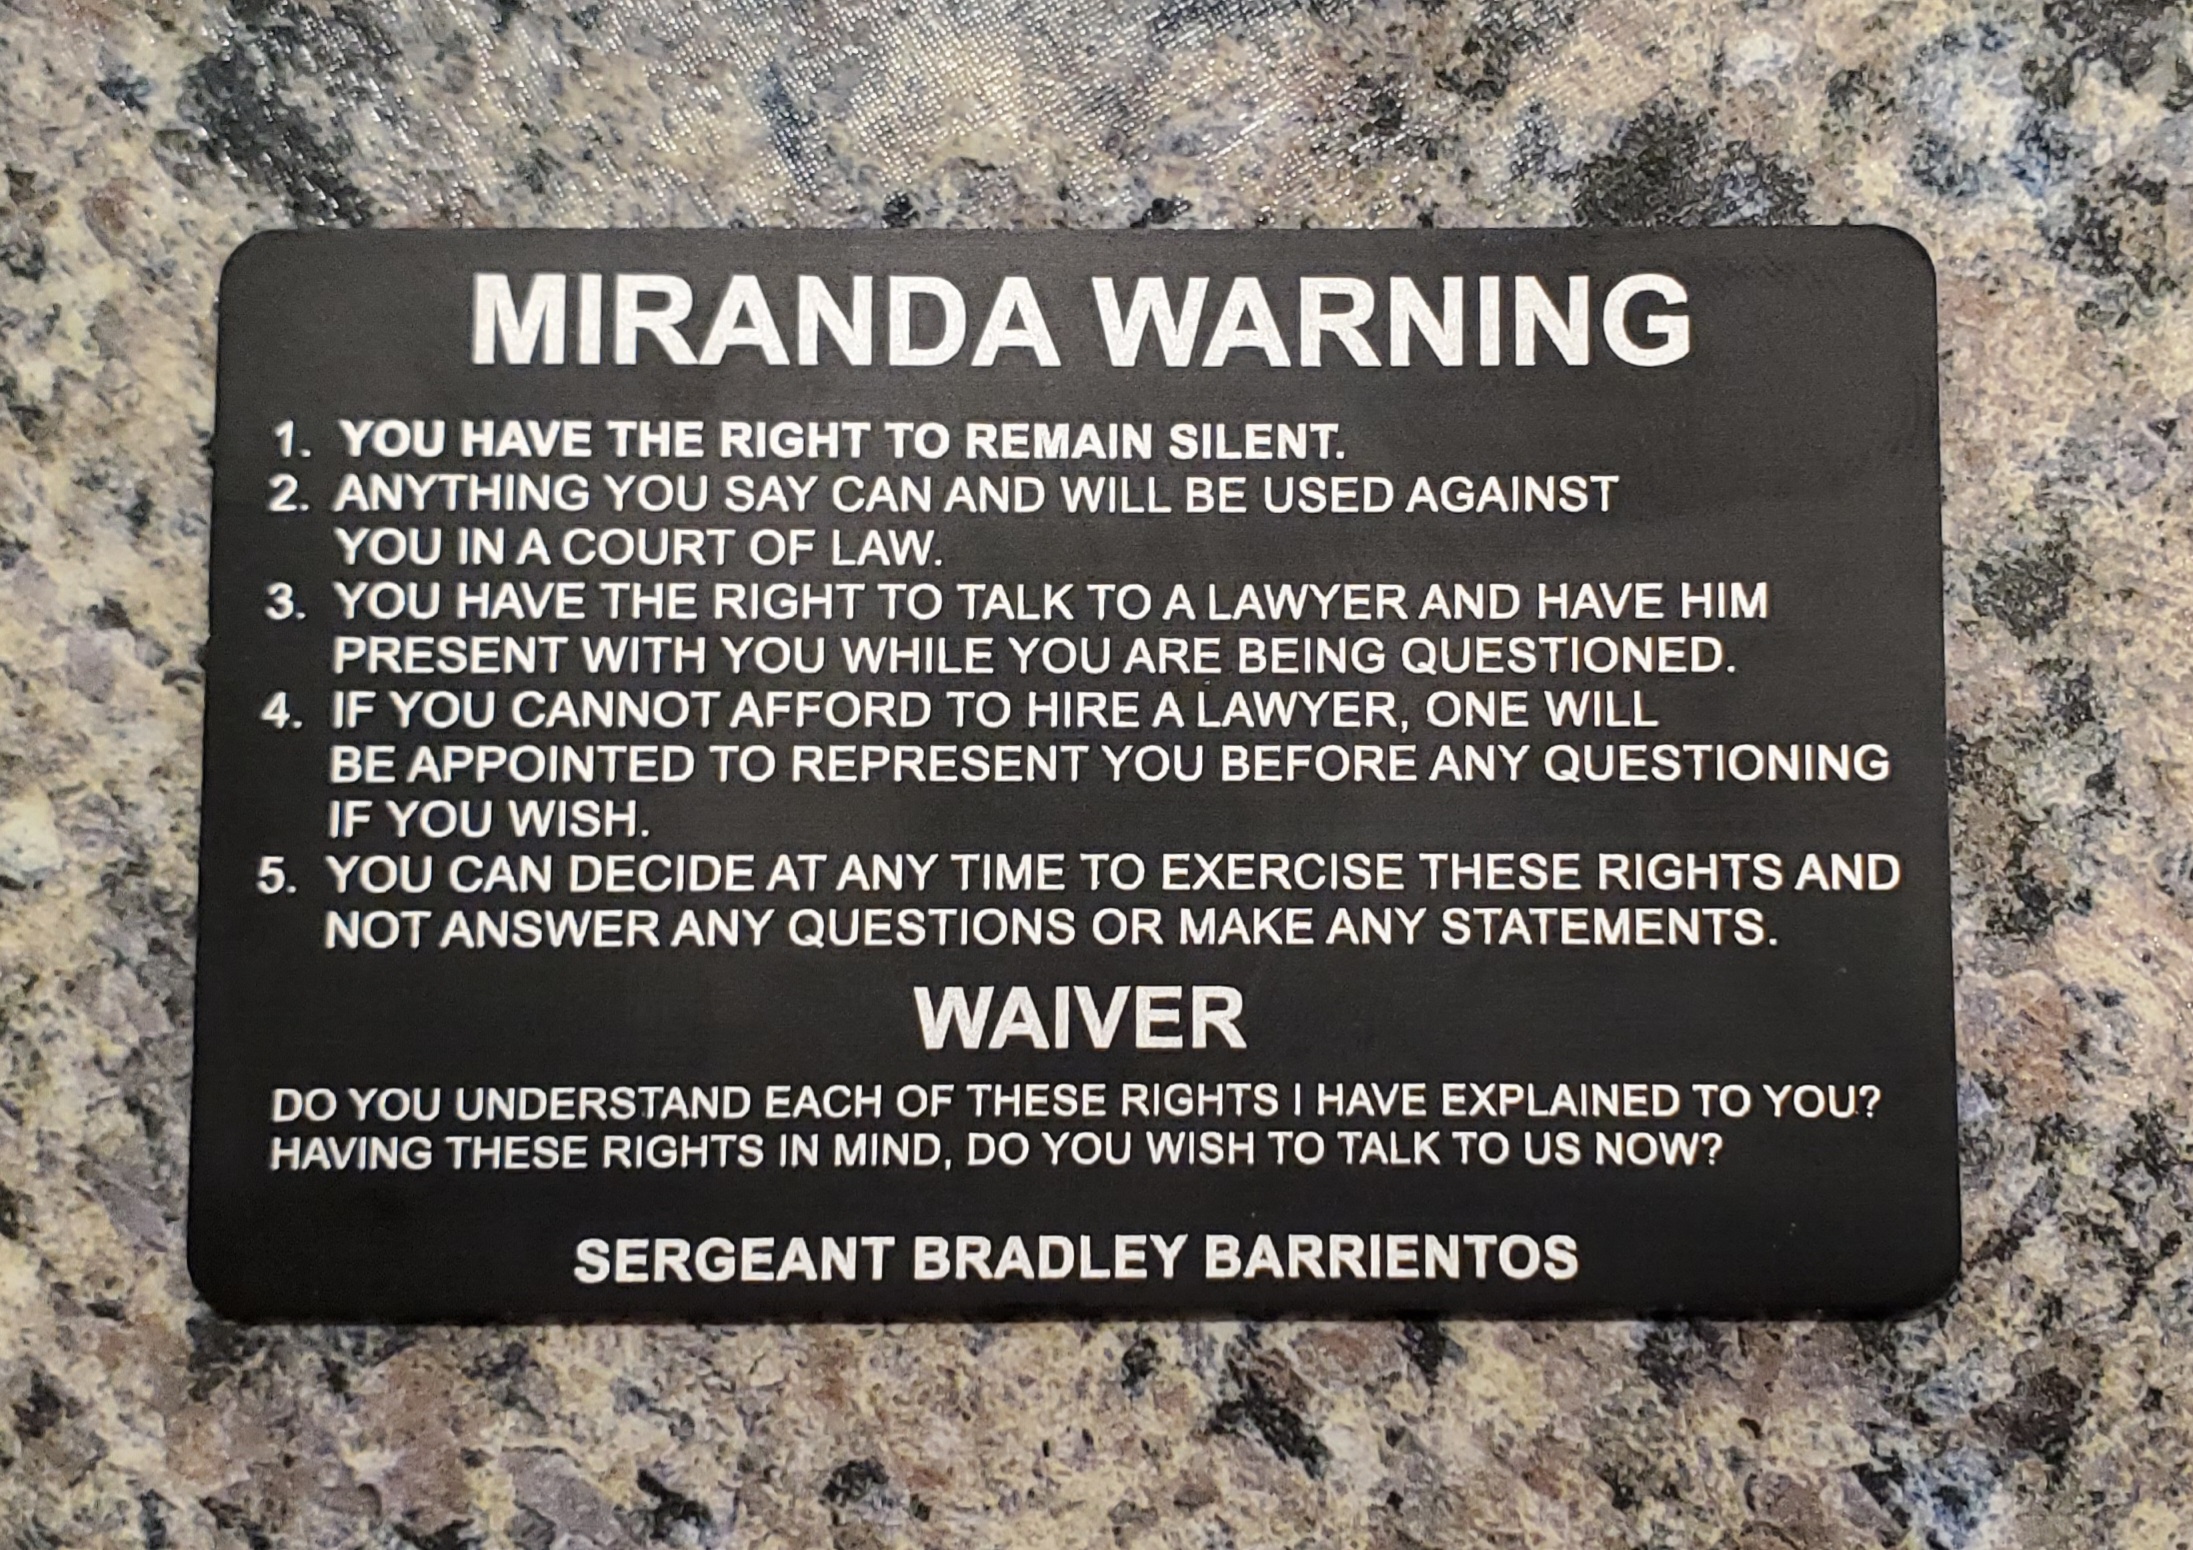 MIRANDA WARNING
1. YOU HAVE THE RIGHT TO REMAIN SILENT.
2. ANYTHING YOU SAY CAN AND WILL BE USED AGAINST
YOU IN A COURT OF LAW.
3. YOU HAVE THE RIGHT TO TALK TO A LAWYER AND HAVE HIM
PRESENT WITH YOU WHILE YOU ARE BEING QUESTIONED.
4. IF YOU CANNOT AFFORD TO HIRE A LAWYER, ONE WILL
BE APPOINTED TO REPRESENT YOU BEFORE ANY QUESTIONING
IF YOU WISH.
5. YOU CAN DECIDE AT ANY TIME TO EXERCISE THESE RIGHTS AND
NOT ANSWER ANY QUESTIONS OR MAKE ANY STATEMENTS.
WAIVER
DO YOU UNDERSTAND EACH OF THESE RIGHTS I HAVE EXPLAINED TO YOU?
HAVING THESE RIGHTS IN MIND, DO YOU WISH TO TALK TO US NOW?
SERGEANT BRADLEY BARRIENTOS